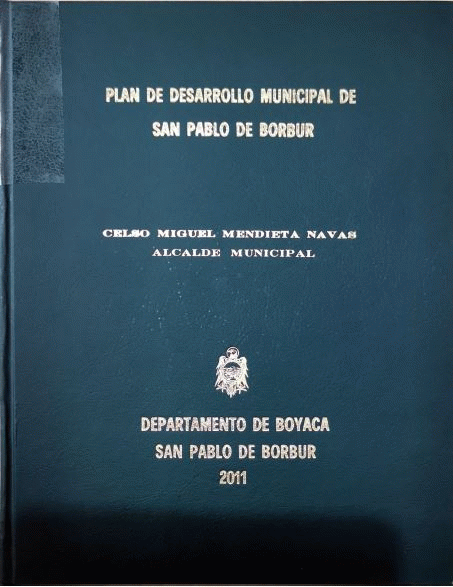 PLAN DE DESARROLLO MUNICIPAL DE
SAN PABLO DE BORBUR
CELSO MIGUEL MENDIETA NAVAS
ALCALDE MUNICIPAL
DEPARTAMENTO DE BOYACA
SAN PABLO DE BORBUR
2011